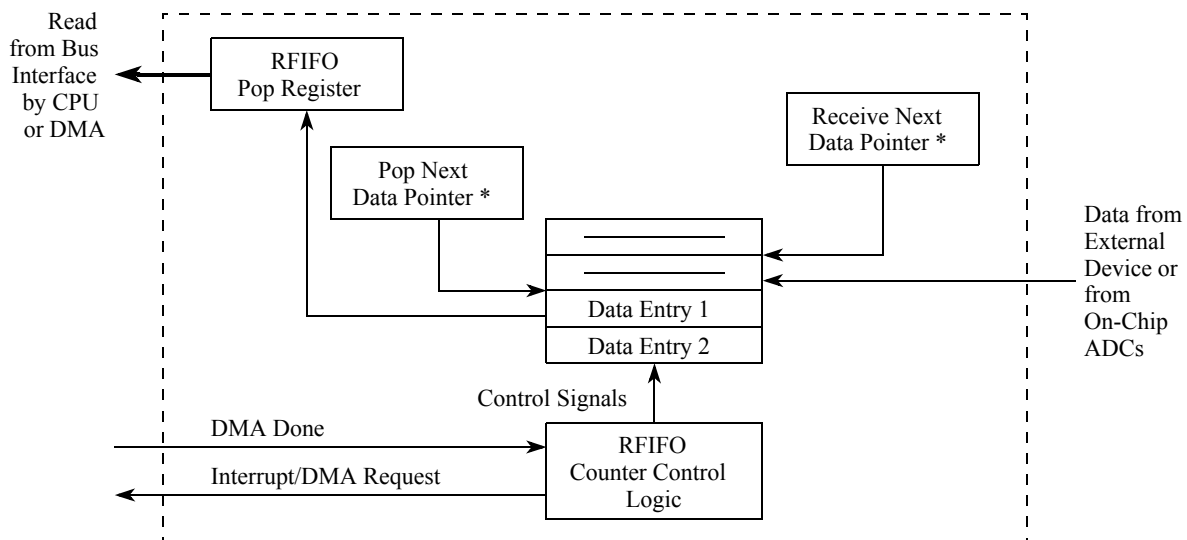 Read
from Bus
Interface
by CPU
or DMA
RFIFO
Pop Register
Receive Next
Data Pointer *
Pop Next
Data Pointer *
Data from
External
Device or
from
On-Chip
ADCs
Data Entry 1
Data Entry 2
Control Signals
DMA Done
Interrupt/DMA Request
RFIFO
Counter Control
Logic